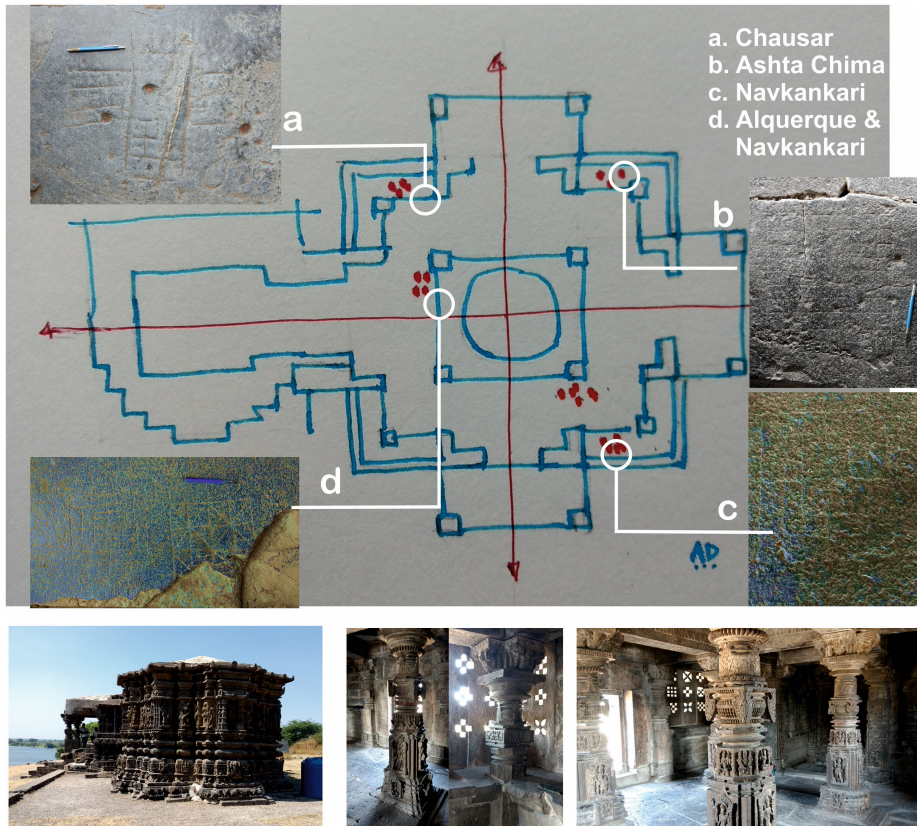 a. Chausar
b. Ashta Chima
c. Navkankari
d. Alquerque &
Navkankari
a
b
d
c
AD